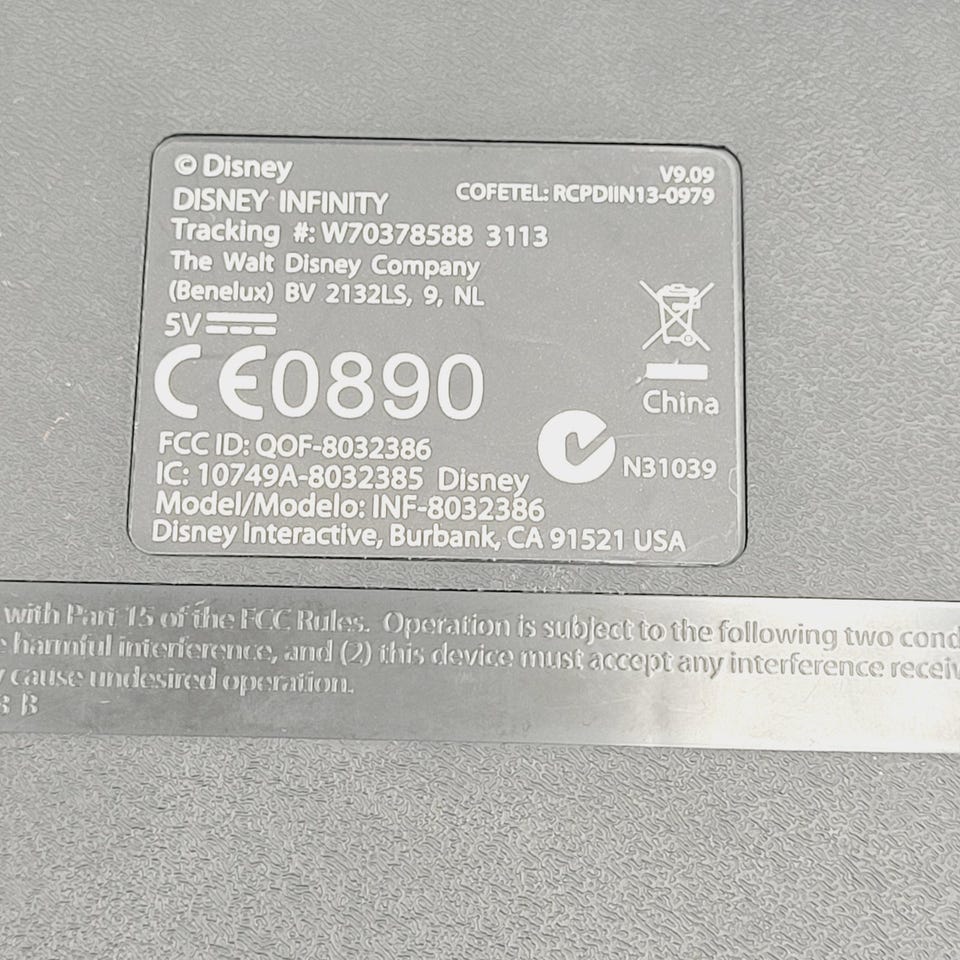 © Disney
V9.09
DISNEY INFINITY
COFETEL: RCPDIIN13-0979
Tracking #: W70378588 3113
The Walt Disney Company
(Benelux) BV 2132LS, 9, NL
5V
CE0890
China
FCC ID: QOF-8032386
N31039
IC: 10749A-8032385 Disney
Model/Modelo: INF-8032386
Disney Interactive, Burbank, CA 91521 USA
with Part 15 of the FCC Rules. Operation is subject to the following two cond
harmful interference, and (2) this device must accept any interference receiv
cause undesired operation.
B